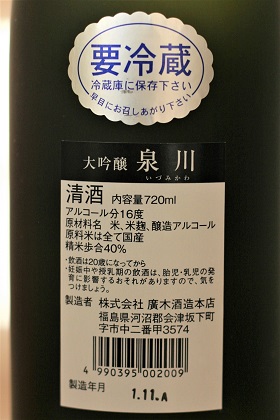 要冷蔵
冷蔵庫に保存下さい
早目にお召しあがり下さい
大吟醸 泉川
いづみかわ
清酒 内容量720ml
アルコール分16度
原材料名 米、米麹、醸造アルコール
原料米は全て国産
精米歩合40%
・飲酒は20歳になってから
・妊娠中や授乳期の飲酒は、胎児・乳児の発
育に影響するおそれがありますので、気を
つけましょう。
製造者 株式会社 廣木酒造本店
福島県河沼郡会津坂下町
字市中二番甲3574
4 990395 002009
製造年月 1.11.A